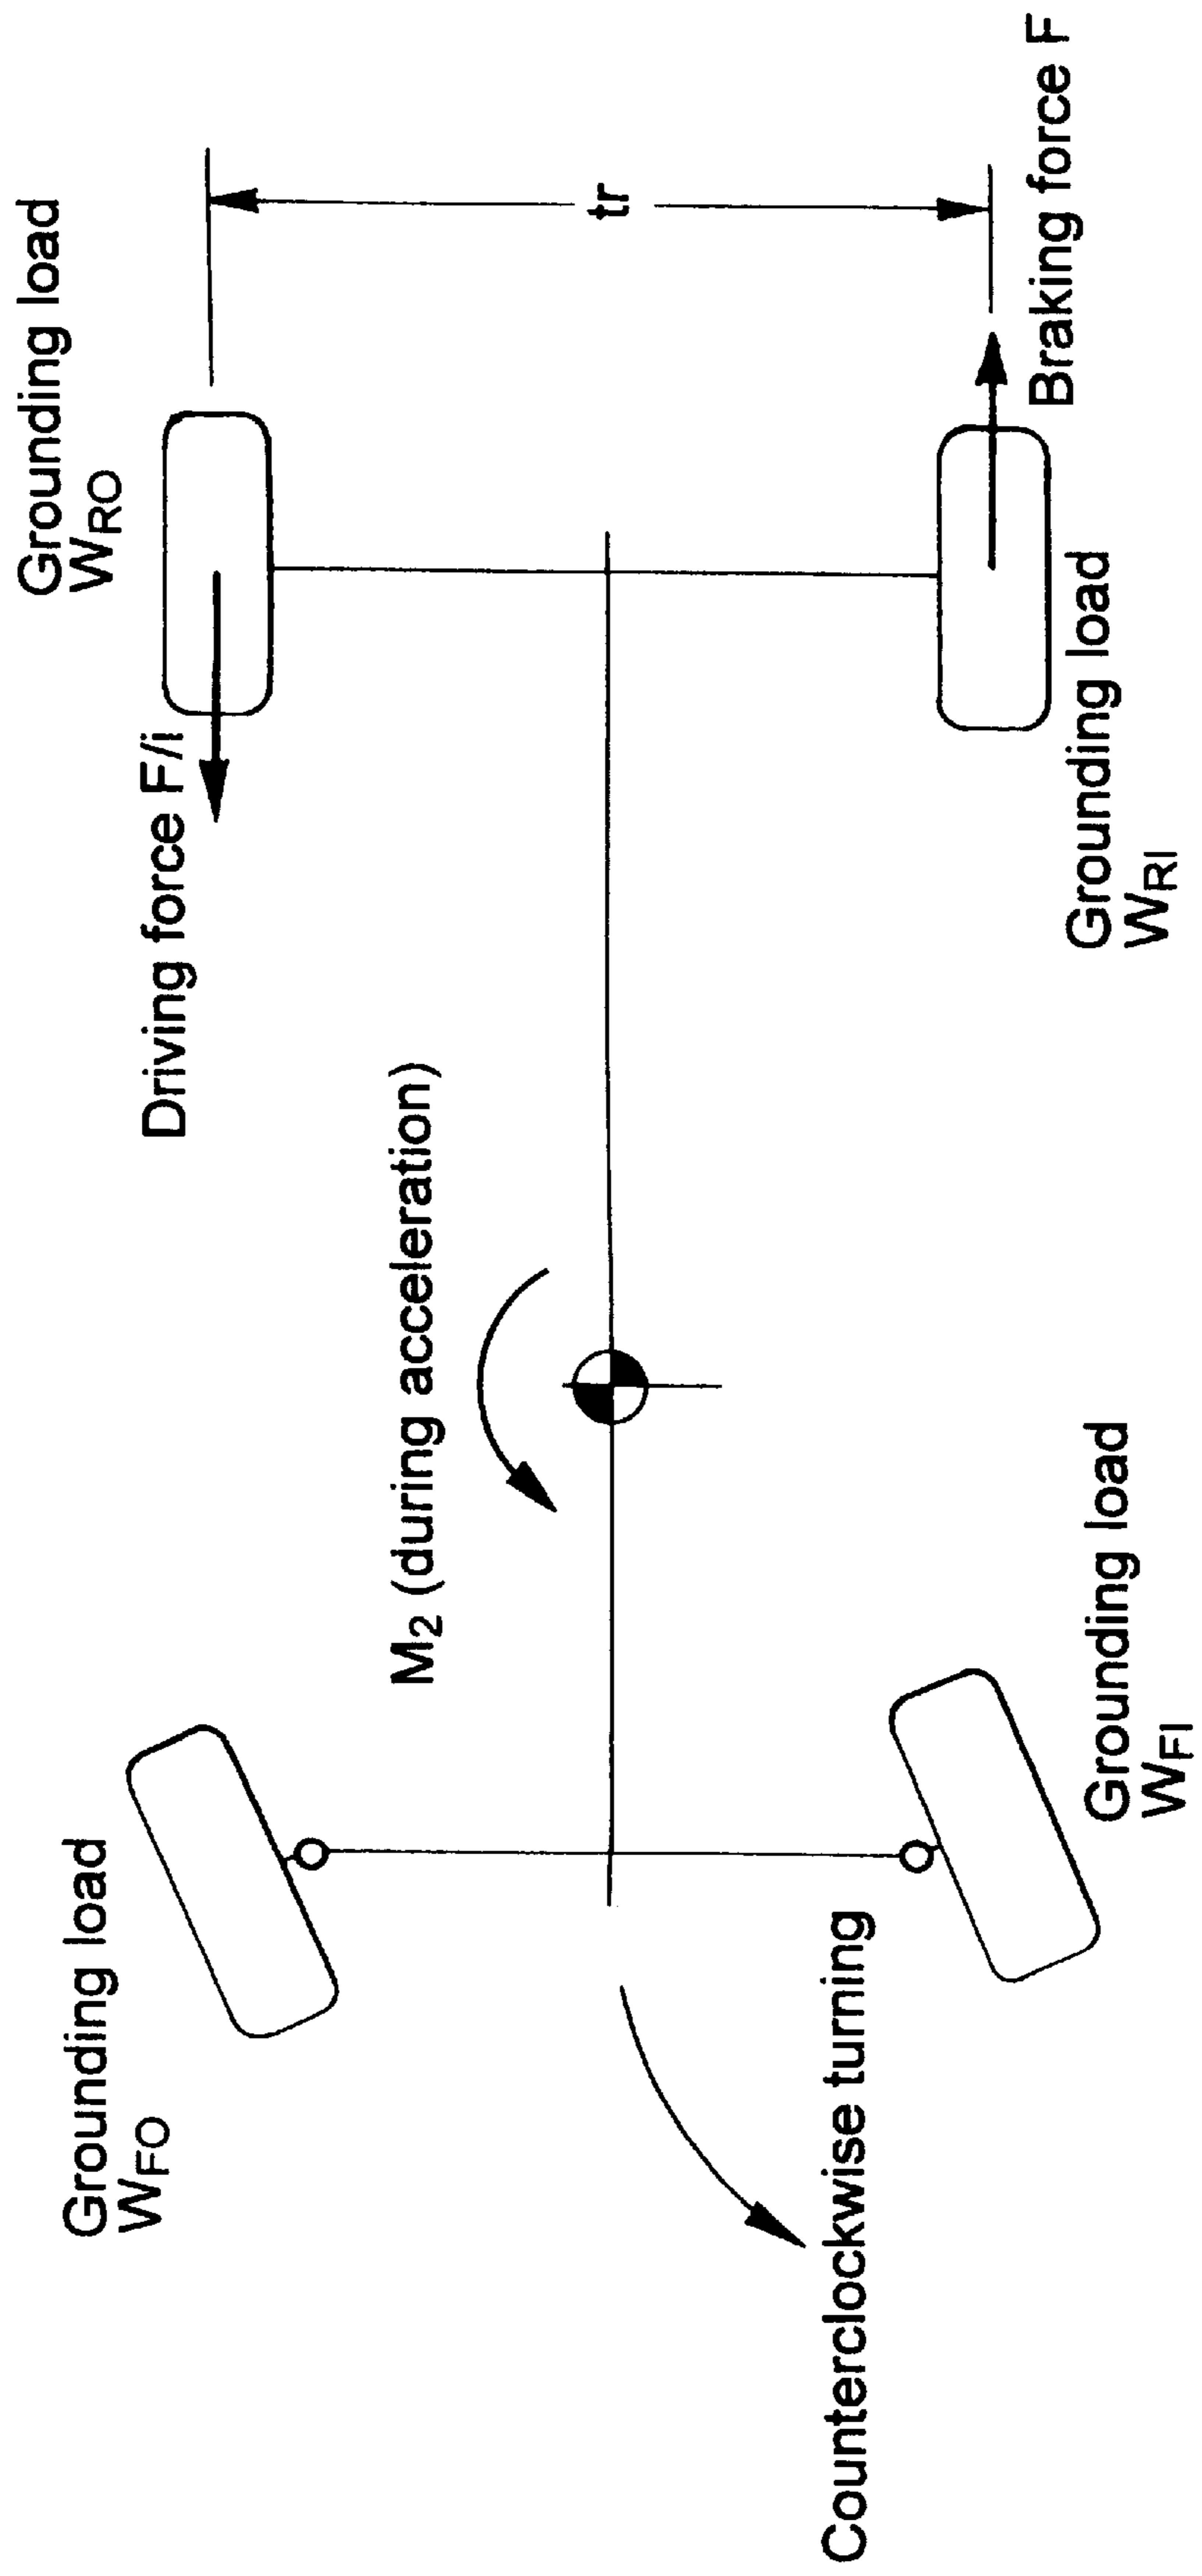 Grounding load
W_RO
Driving force F/i
tr
Braking force F
Grounding load
W_RI
M₂ (during acceleration)
Grounding load
W_FO
Grounding load
W_FI
Counterclockwise turning